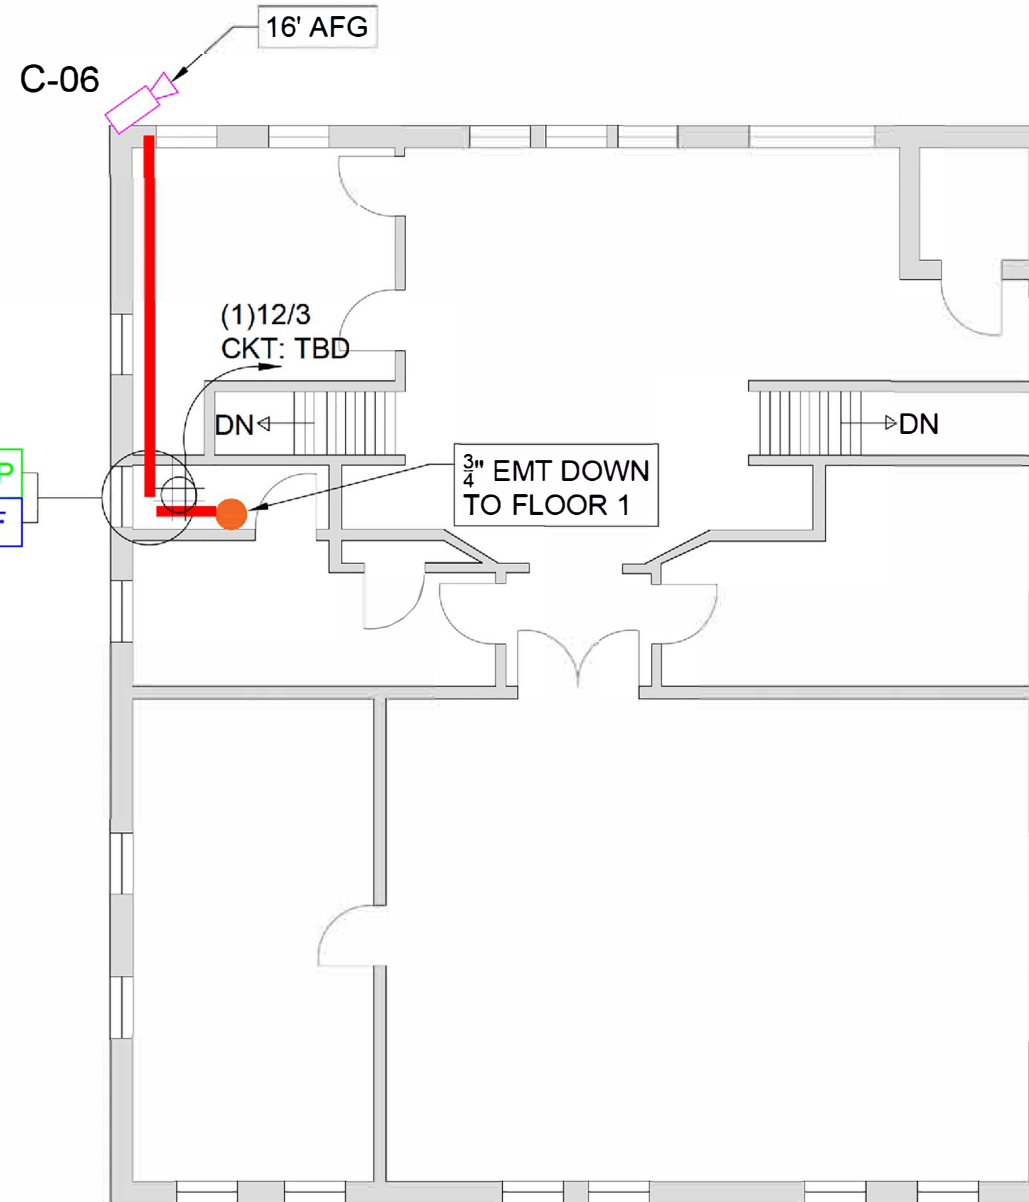 16' AFG
C-06
(1)12/3
CKT: TBD
DN
DN
3/4" EMT DOWN
TO FLOOR 1
P